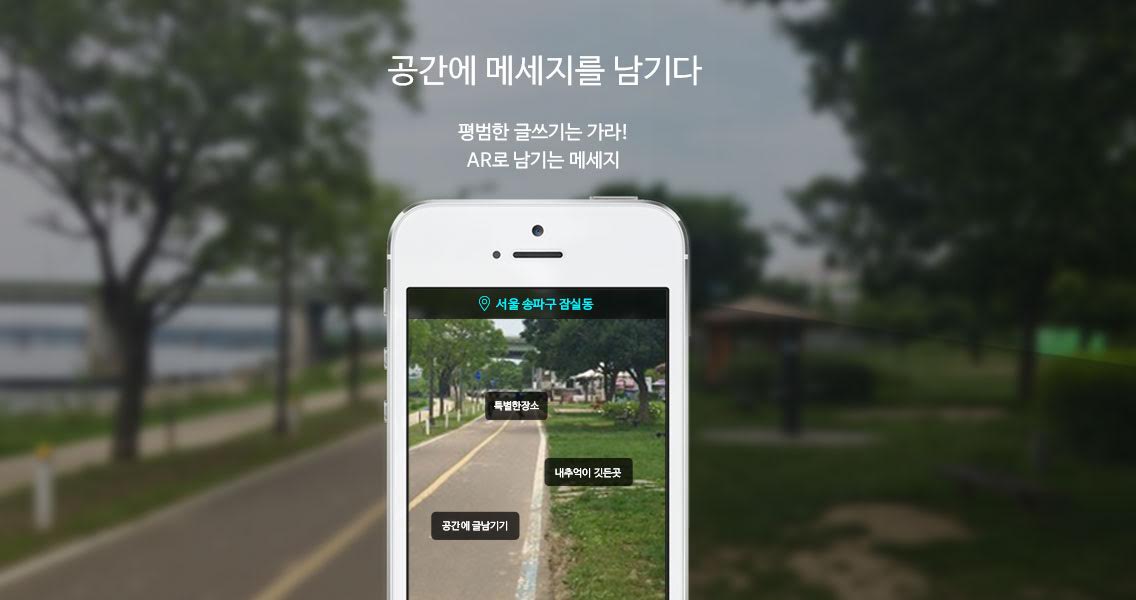 공간에 메세지를 남기다
평범한 글쓰기는 가라!
AR로 남기는 메세지
서울 송파구 잠실동
특별한장소
내추억이 깃든곳
공간에 글남기기